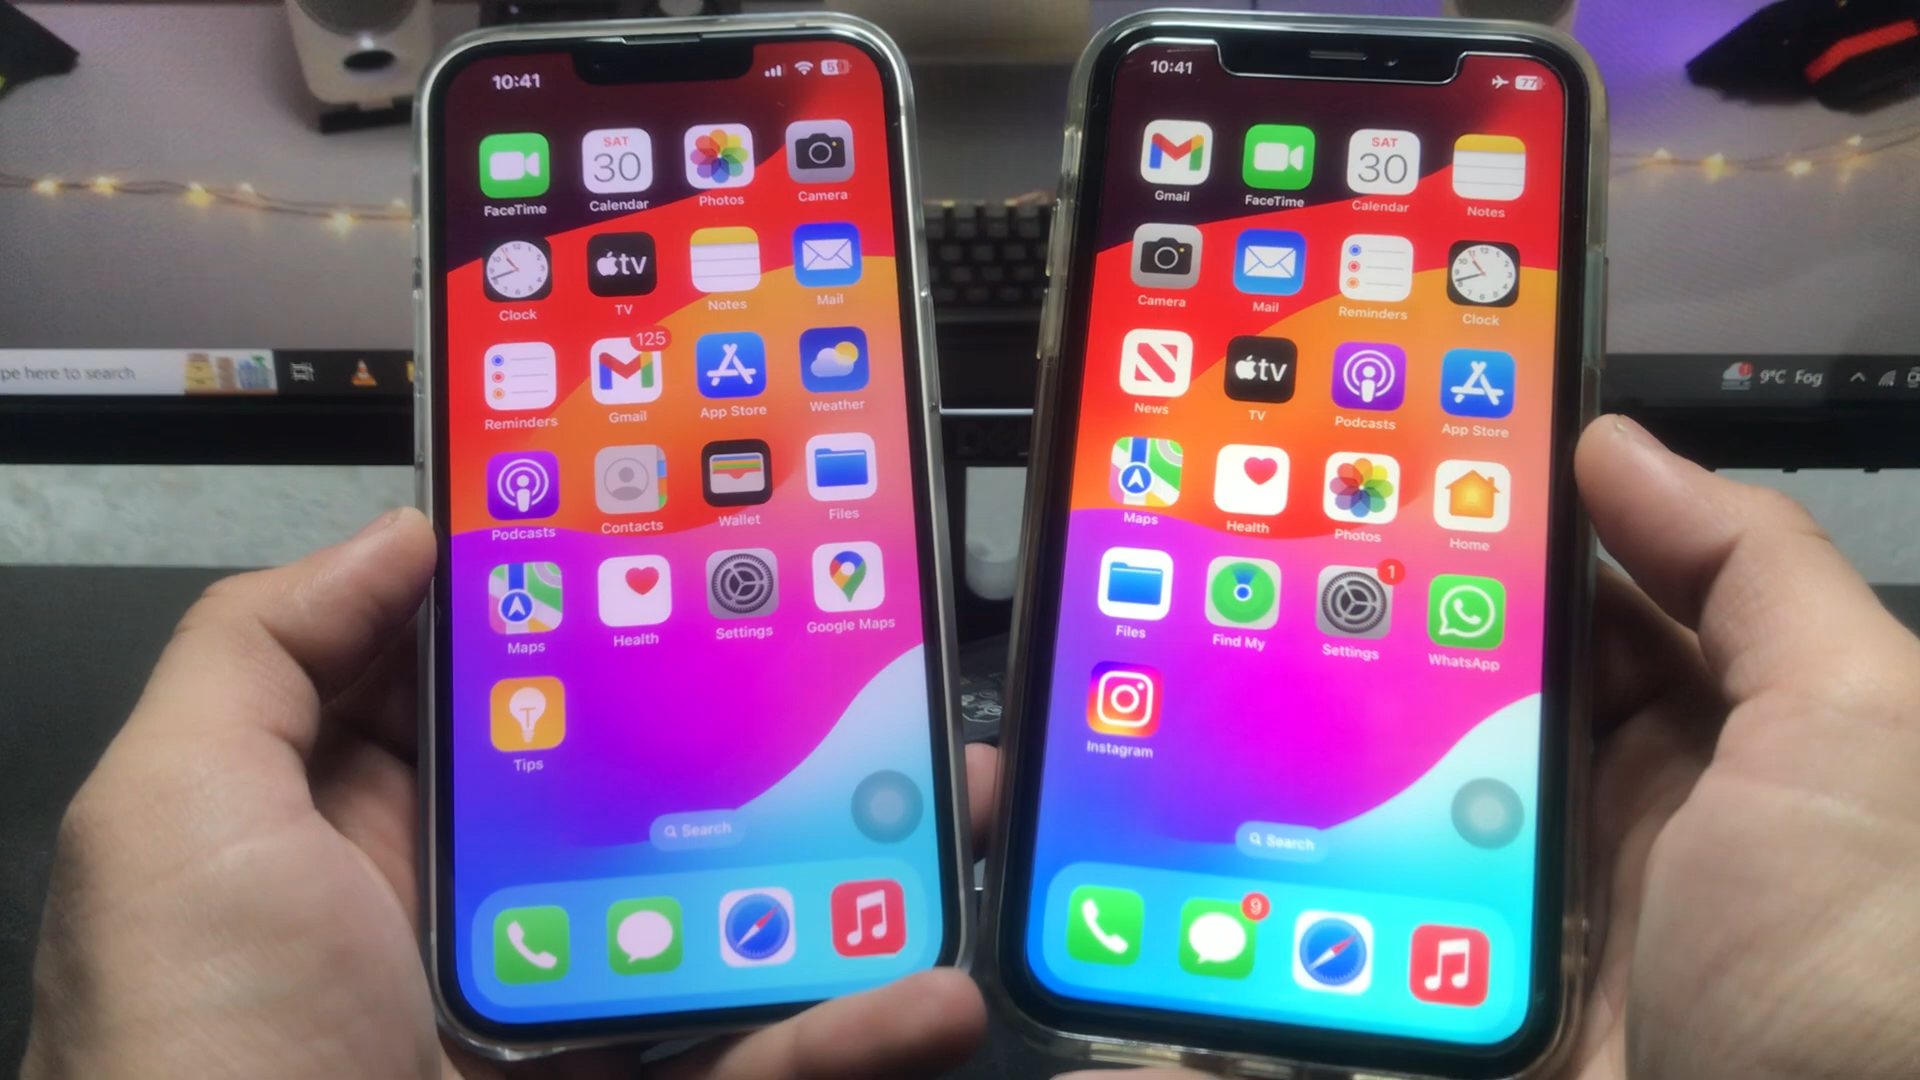 10:41
59
FaceTime
SAT
30
Calendar
Photos
Camera
Clock
tv
TV
Notes
Mail
Reminders
125
Gmail
App Store
Weather
Podcasts
Contacts
Wallet
Files
Maps
Health
Settings
Google Maps
Tips
Search
10:41
77
Gmail
FaceTime
SAT
30
Calendar
Notes
Camera
Mail
Reminders
Clock
News
tv
TV
Podcasts
App Store
Maps
Health
Photos
Home
Files
Find My
1
Settings
WhatsApp
Instagram
Search
9
pe here to search
9°C Fog